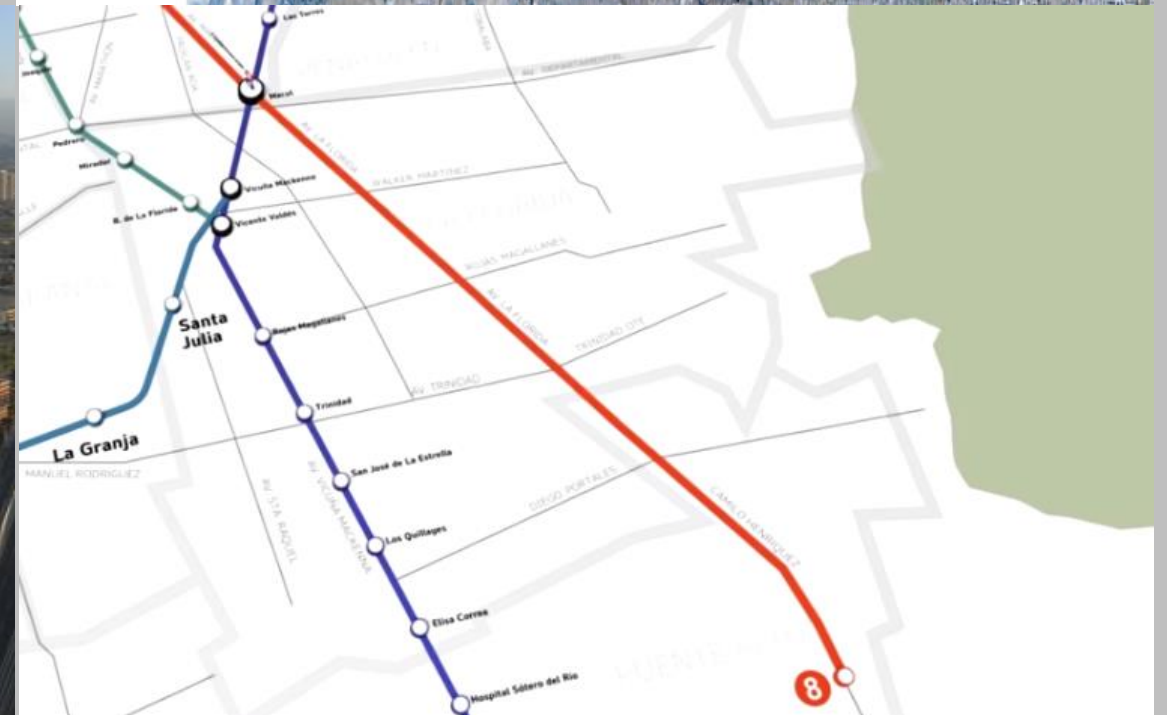 Las Torres
Macul
AV. DEPARTAMENTAL
AV. MARATHON
Pedrero
Mirador
AV. LA FLORIDA
WALKER MARTINEZ
Vicuña Mackenna
B. de La Florida
Vicente Valdés
ROJAS MAGALLANES
AV. LA FLORIDA
Santa
Julia
Rojas Magallanes
TRINIDAD OTE
AV. TRINIDAD
Trinidad
La Granja
MANUEL RODRIGUEZ
San José de La Estrella
AV. STA. RAQUEL
AV. VICUÑA MACKENNA
DIEGO PORTALES
CAMILO HENRIQUEZ
Los Quillayes
Elisa Correa
PUENTE
Hospital Sótero del Río
8